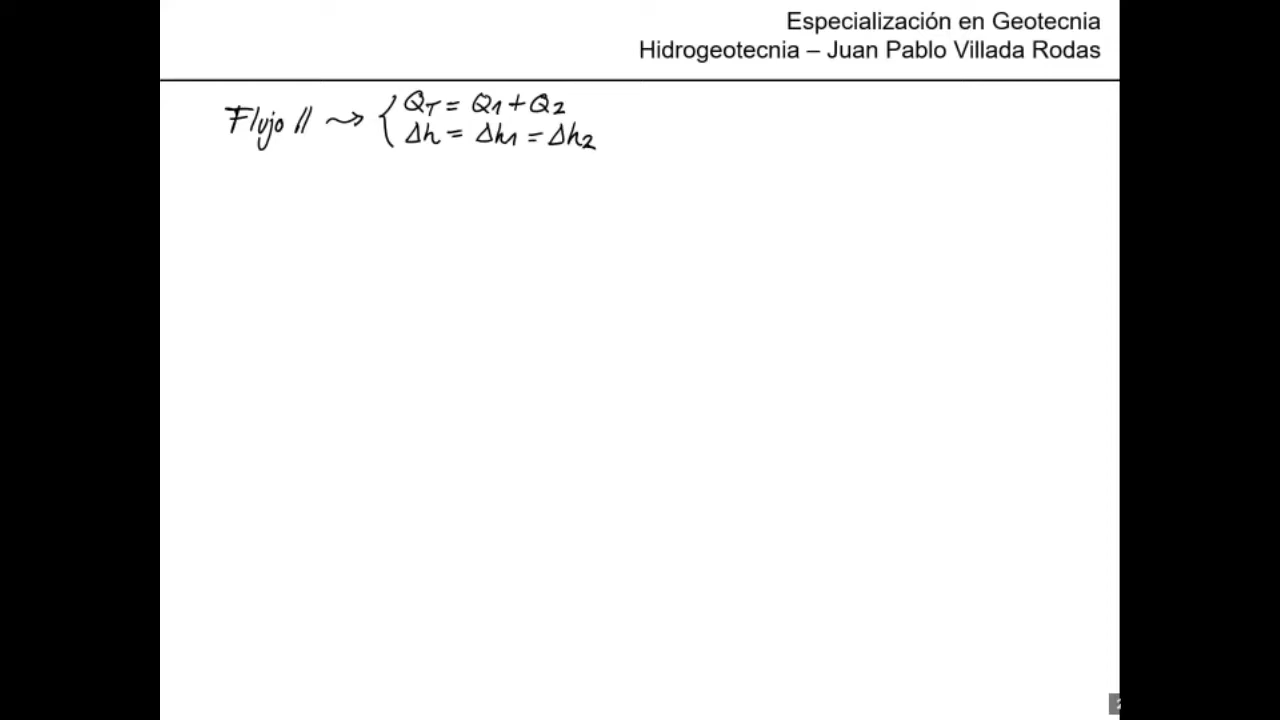 Especialización en Geotecnia
Hidrogeotecnia – Juan Pablo Villada Rodas
Flujo // ⇝ { QT = Q1 + Q2
Δh = Δh1 = Δh2